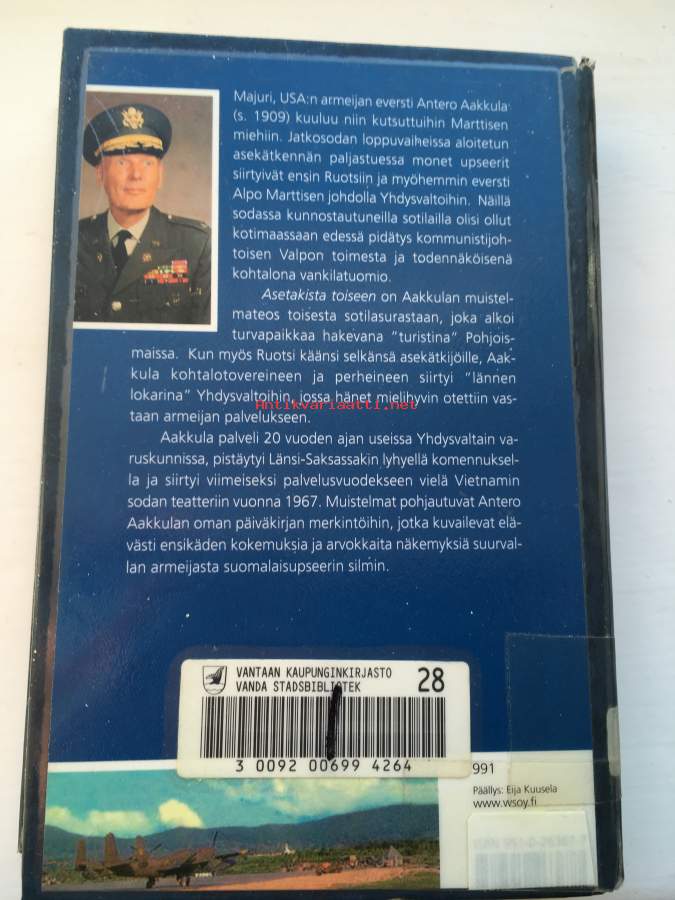 Majuri, USA:n armeijan eversti Antero Aakkula
(s. 1909) kuuluu niin kutsuttuihin Marttisen
miehiin. Jatkosodan loppuvaiheissa aloitetun
asekätkennän paljastuessa monet upseerit
siirtyivät ensin Ruotsiin ja myöhemmin eversti
Alpo Marttisen johdolla Yhdysvaltoihin. Näillä
sodassa kunnostautuneilla sotilailla olisi ollut
kotimaassaan edessä pidätys kommunistijoh-
toisen Valpon toimesta ja todennäköisenä
kohtalona vankilatuomio.
Asetakista toiseen on Aakkulan muistel-
mateos toisesta sotilasurastaan, joka alkoi
turvapaikkaa hakevana "turistina" Pohjois-
maissa. Kun myös Ruotsi käänsi selkänsä asekätkijöille, Aak-
kula kohtalotovereineen ja perheineen siirtyi "lännen
lokarina" Yhdysvaltoihin, jossa hänet mielihyvin otettiin vas-
Antikvariaatti.net
taan armeijan palvelukseen.
Aakkula palveli 20 vuoden ajan useissa Yhdysvaltain va-
ruskunnissa, pistäytyi Länsi-Saksassakin lyhyellä komennuksel-
la ja siirtyi viimeiseksi palvelusvuodekseen vielä Vietnamin
sodan teatteriin vuonna 1967. Muistelmat pohjautuvat Antero
Aakkulan oman päiväkirjan merkintöihin, jotka kuvailevat elä-
västi ensikäden kokemuksia ja arvokkaita näkemyksiä suurval-
lan armeijasta suomalaisupseerin silmin.
VANTAAN KAUPUNGINKIRJASTO 28
VANDA STADSBIBLIOTEK
3 0092 00699 4264
991
Päällys: Eija Kuusela
www.wsoy.fi